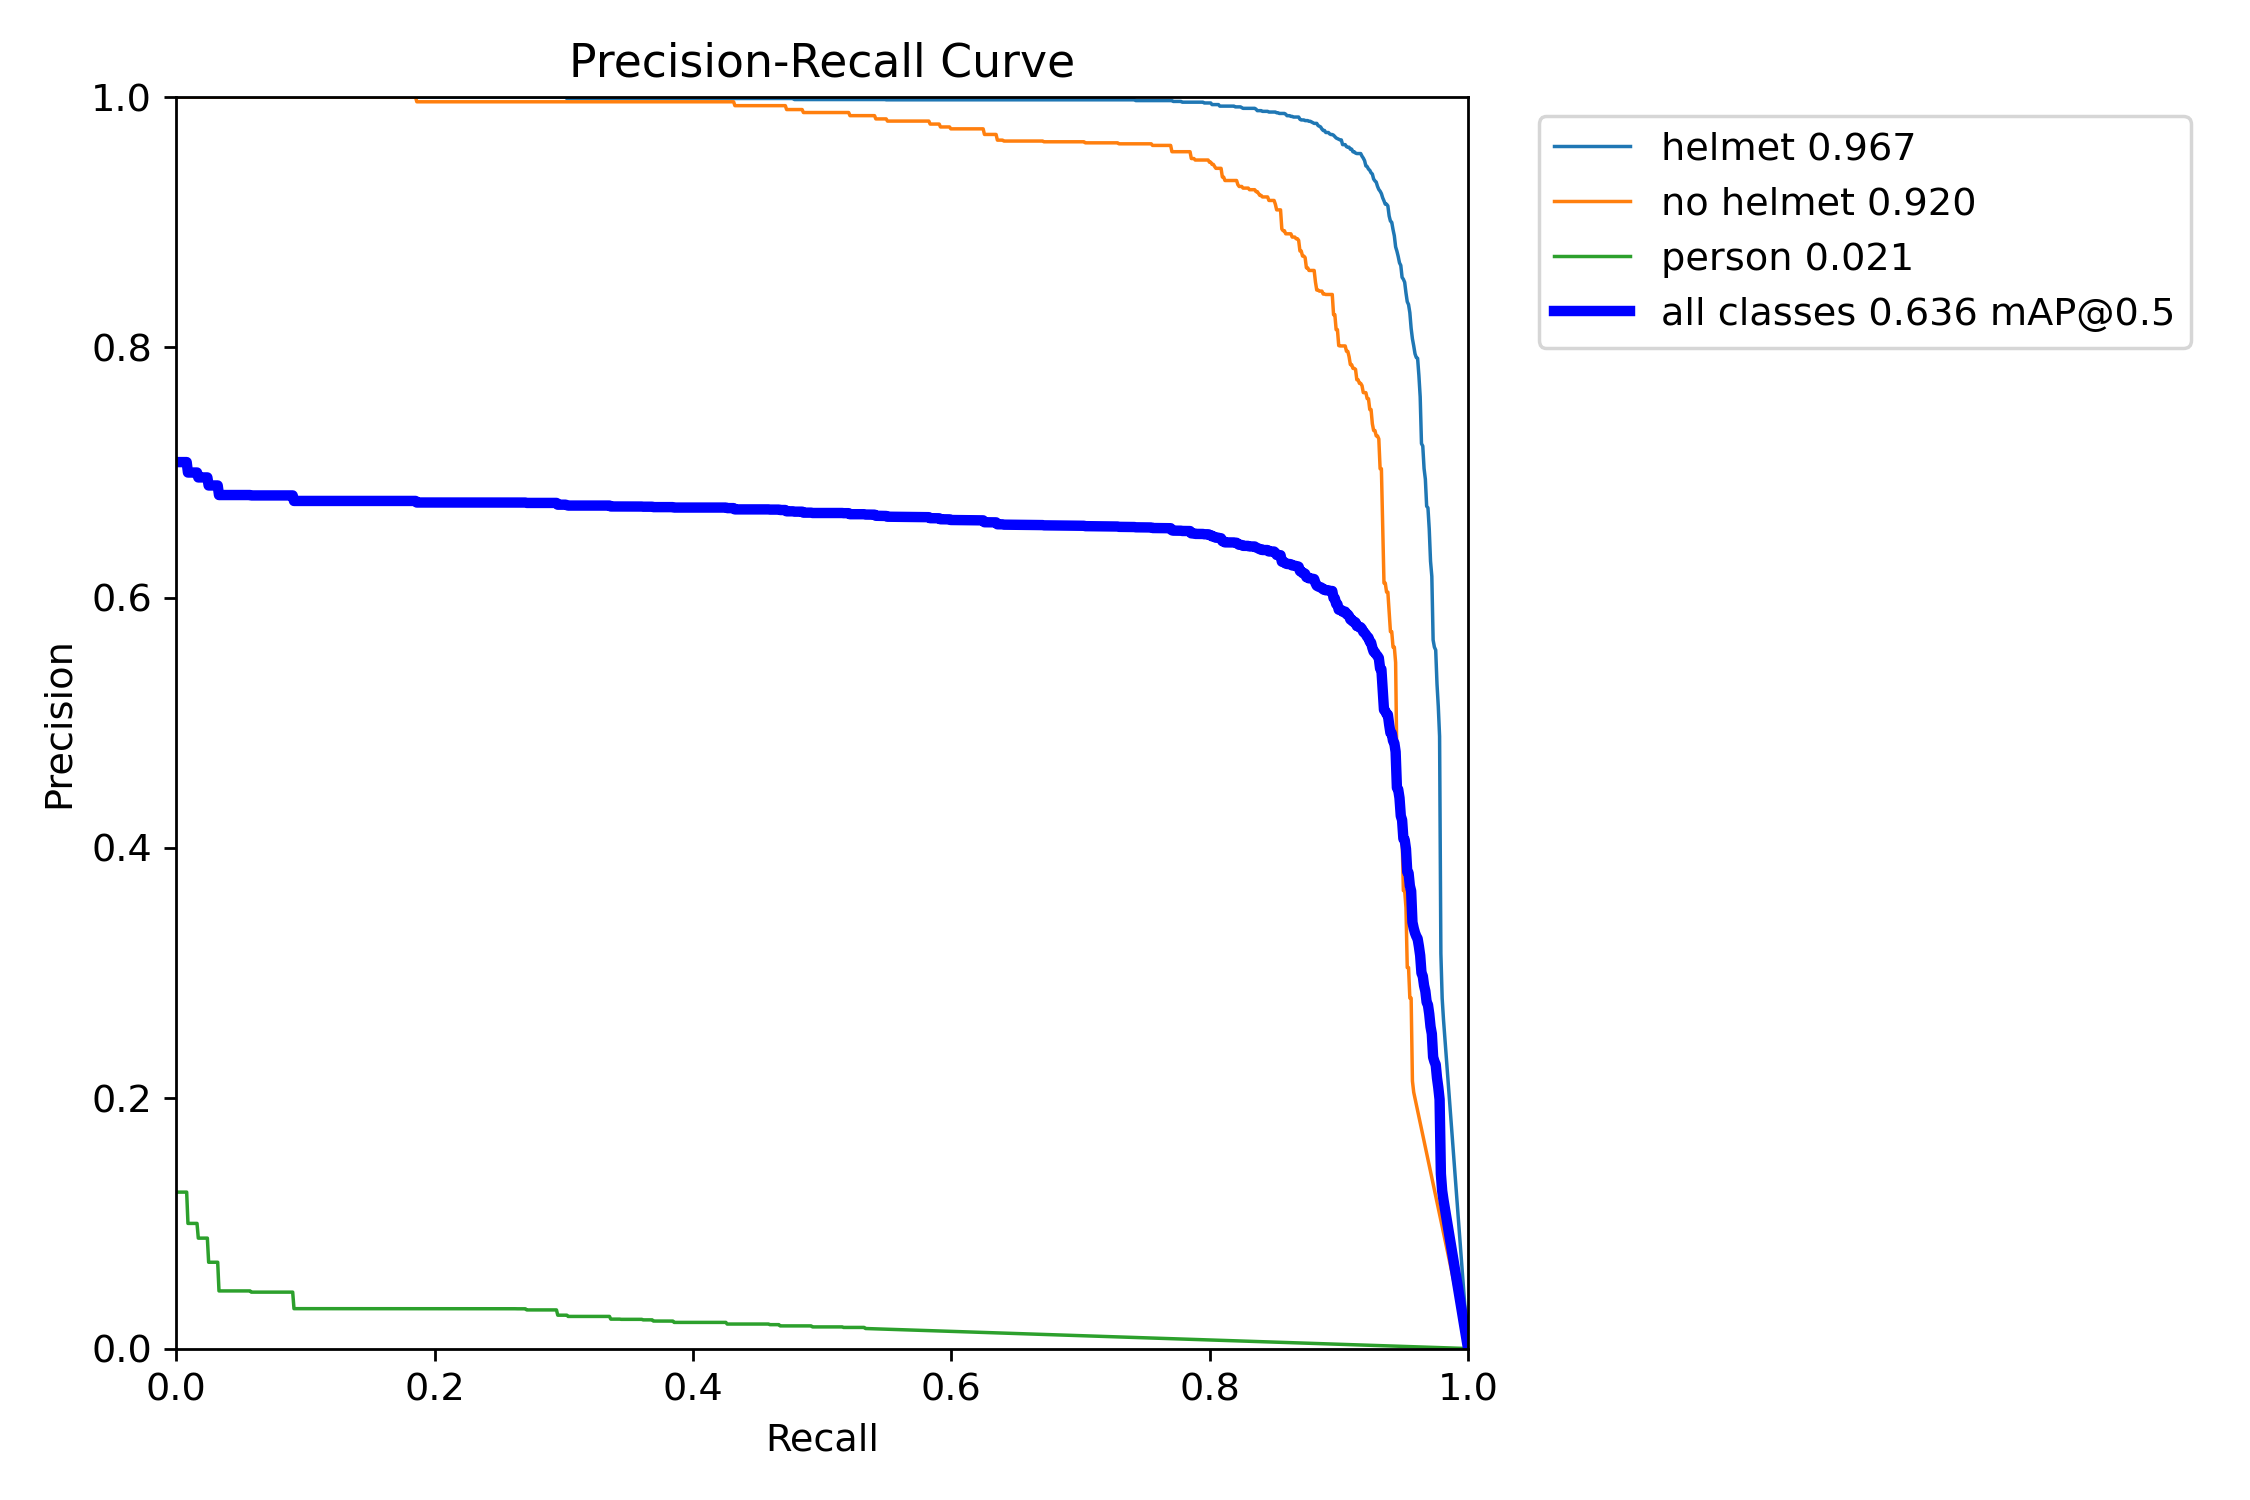 Precision-Recall Curve
1.0
0.8
0.6
0.4
0.2
0.0
Precision
0.0 0.2 0.4 0.6 0.8 1.0
Recall
helmet 0.967
no helmet 0.920
person 0.021
all classes 0.636 mAP@0.5